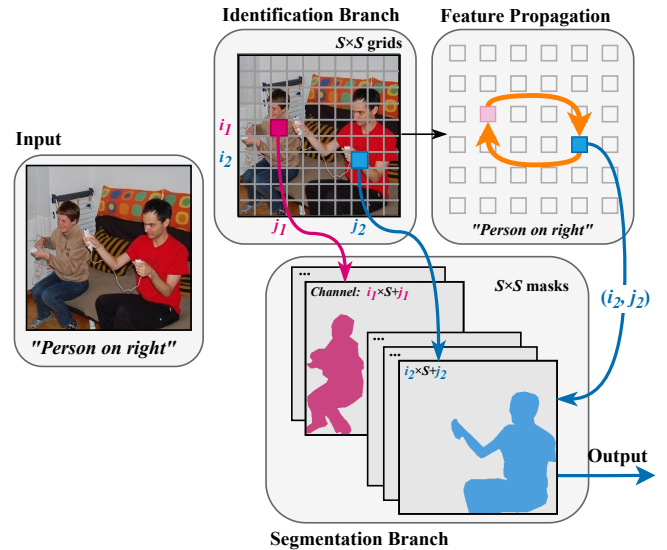 Identification Branch
Feature Propagation
S×S grids
i1
i2
j1
j2
"Person on right"
Input
"Person on right"
S×S masks
...
Channel: i1×S+j1
...
...
i2×S+j2
(i2, j2)
Output
Segmentation Branch